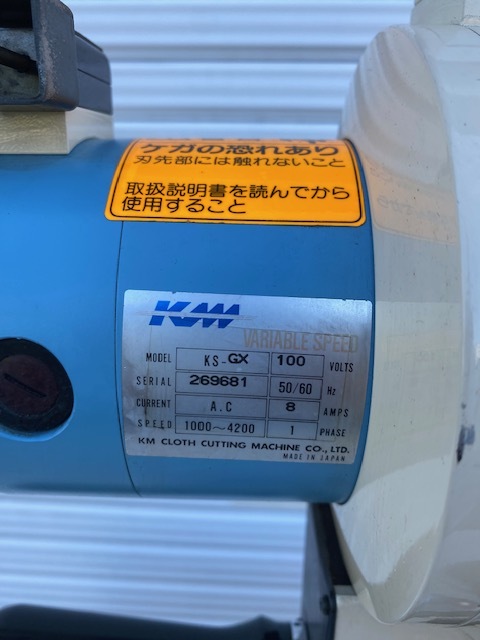 ケガの恐れあり
刃先部には触れないこと
取扱説明書を読んでから
使用すること
KM
VARIABLE SPEED
MODEL KS-GX 100 VOLTS
SERIAL 269681 50/60 Hz
CURRENT A.C 8 AMPS
SPEED 1000～4200 1 PHASE
KM CLOTH CUTTING MACHINE CO., LTD.
MADE IN JAPAN